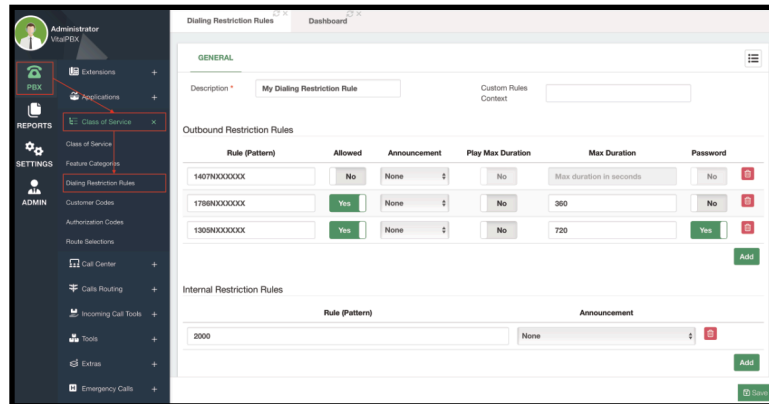 Administrator
VitalPBX
PBX
REPORTS
SETTINGS
ADMIN
Extensions +
Applications +
Class of Service ×
Class of Service
Feature Categories
Dialing Restriction Rules
Customer Codes
Authorization Codes
Route Selections
Call Center +
Calls Routing +
Incoming Call Tools +
Tools +
Extras +
Emergency Calls +
Dialing Restriction Rules Dashboard
GENERAL
Description * My Dialing Restriction Rule Custom Rules
Context
Outbound Restriction Rules
Rule (Pattern) Allowed Announcement Play Max Duration Max Duration Password
1407NXXXXXX No None No Max duration in seconds No
1786NXXXXXX Yes None No 360 No
1305NXXXXXX Yes None No 720 Yes
Add
Internal Restriction Rules
Rule (Pattern) Announcement
2000 None
Add
Save